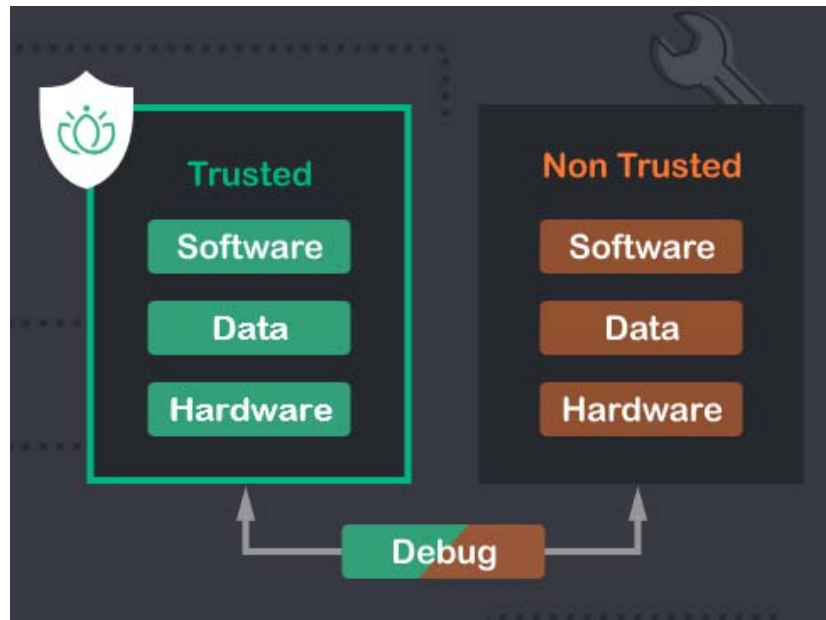 Trusted
Software
Data
Hardware
Non Trusted
Software
Data
Hardware
Debug